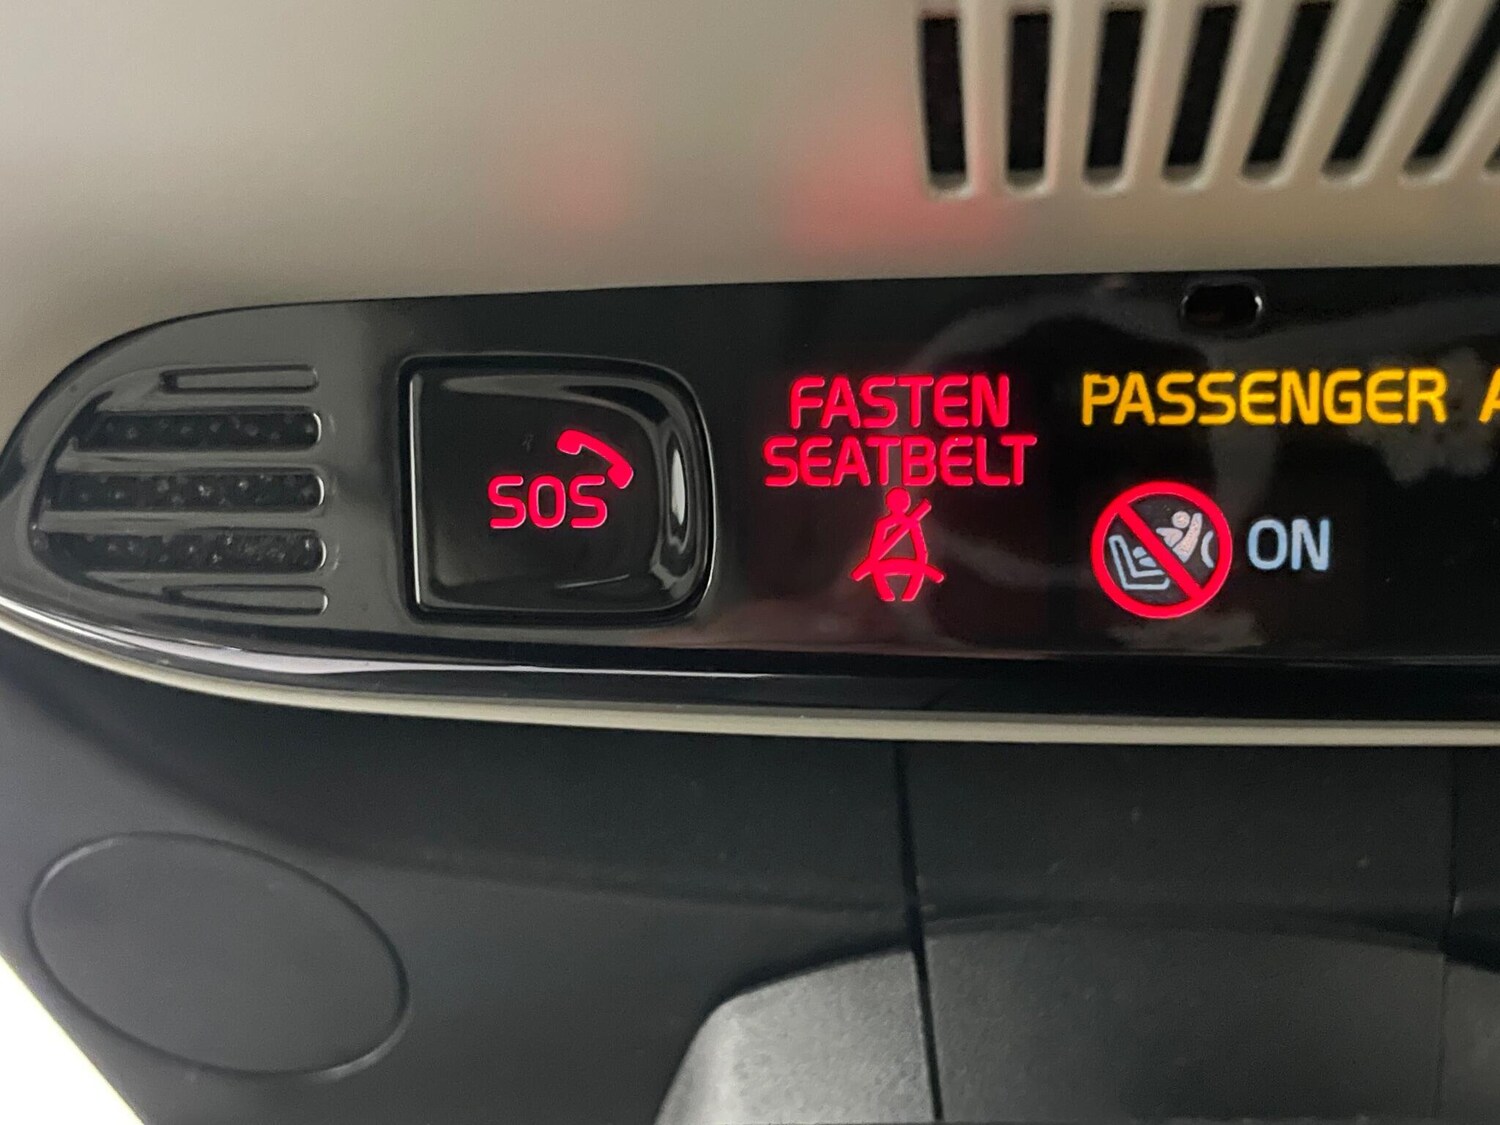 SOS
FASTEN
SEATBELT
PASSENGER A
ON